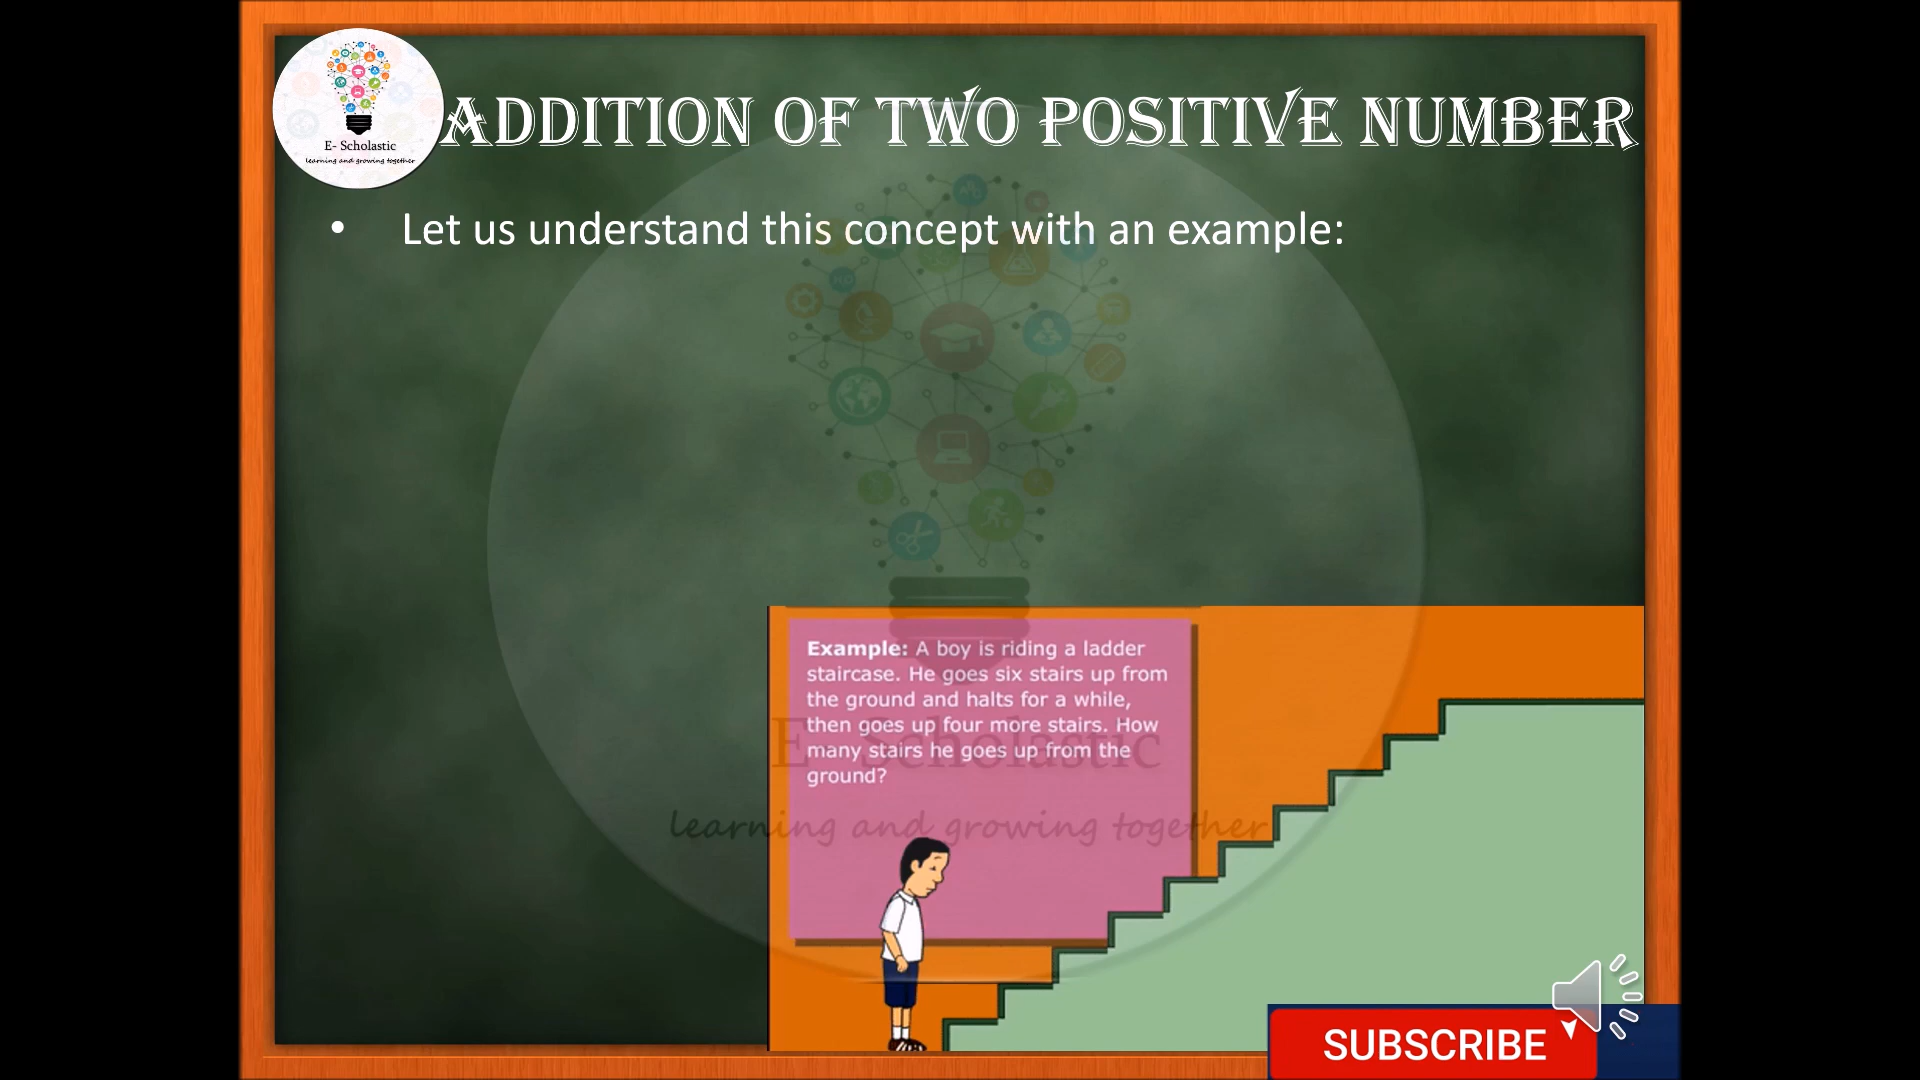 E- Scholastic
learning and growing together
ADDITION OF TWO POSITIVE NUMBER
• Let us understand this concept with an example:
Example: A boy is riding a ladder
staircase. He goes six stairs up from
the ground and halts for a while,
then goes up four more stairs. How
many stairs he goes up from the
ground?
E- Scholastic
learning and growing together
SUBSCRIBE